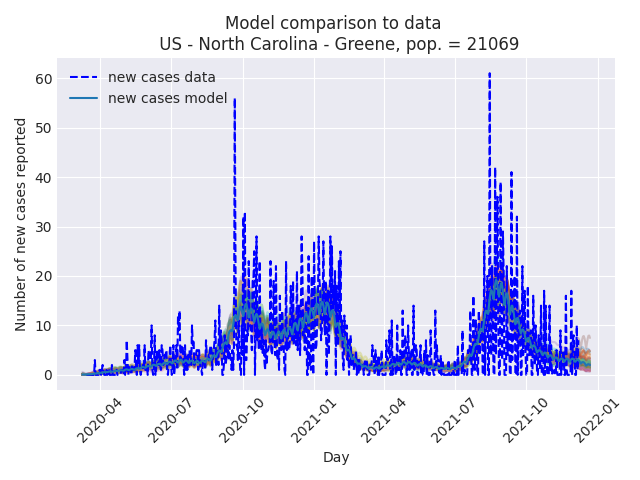 Model comparison to data
US - North Carolina - Greene, pop. = 21069
new cases data
new cases model
Number of new cases reported
60
50
40
30
20
10
0
2020-04
2020-07
2020-10
2021-01
2021-04
2021-07
2021-10
2022-01
Day